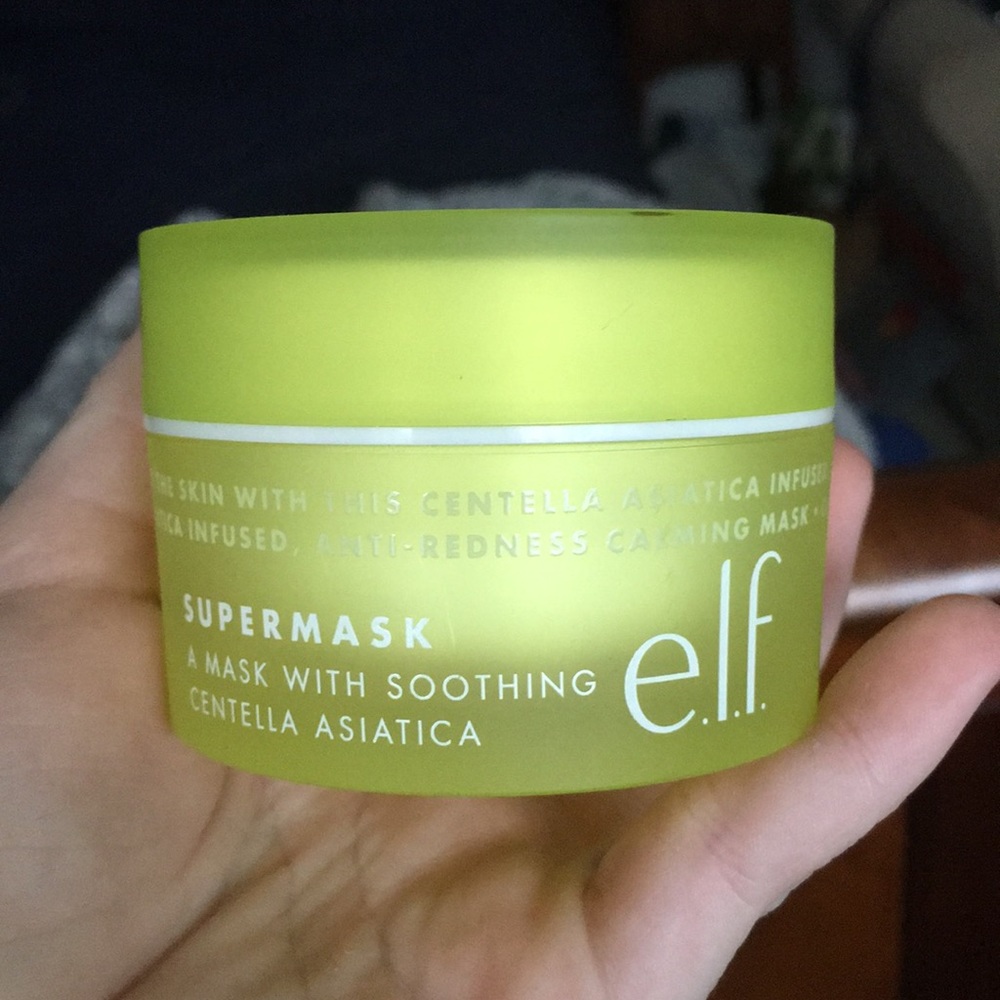 THE SKIN WITH THIS CENTELLA ASIATICA INFUSED
INFUSED, ANTI-REDNESS CALMING MASK •
SUPERMASK
A MASK WITH SOOTHING
CENTELLA ASIATICA
e.l.f.